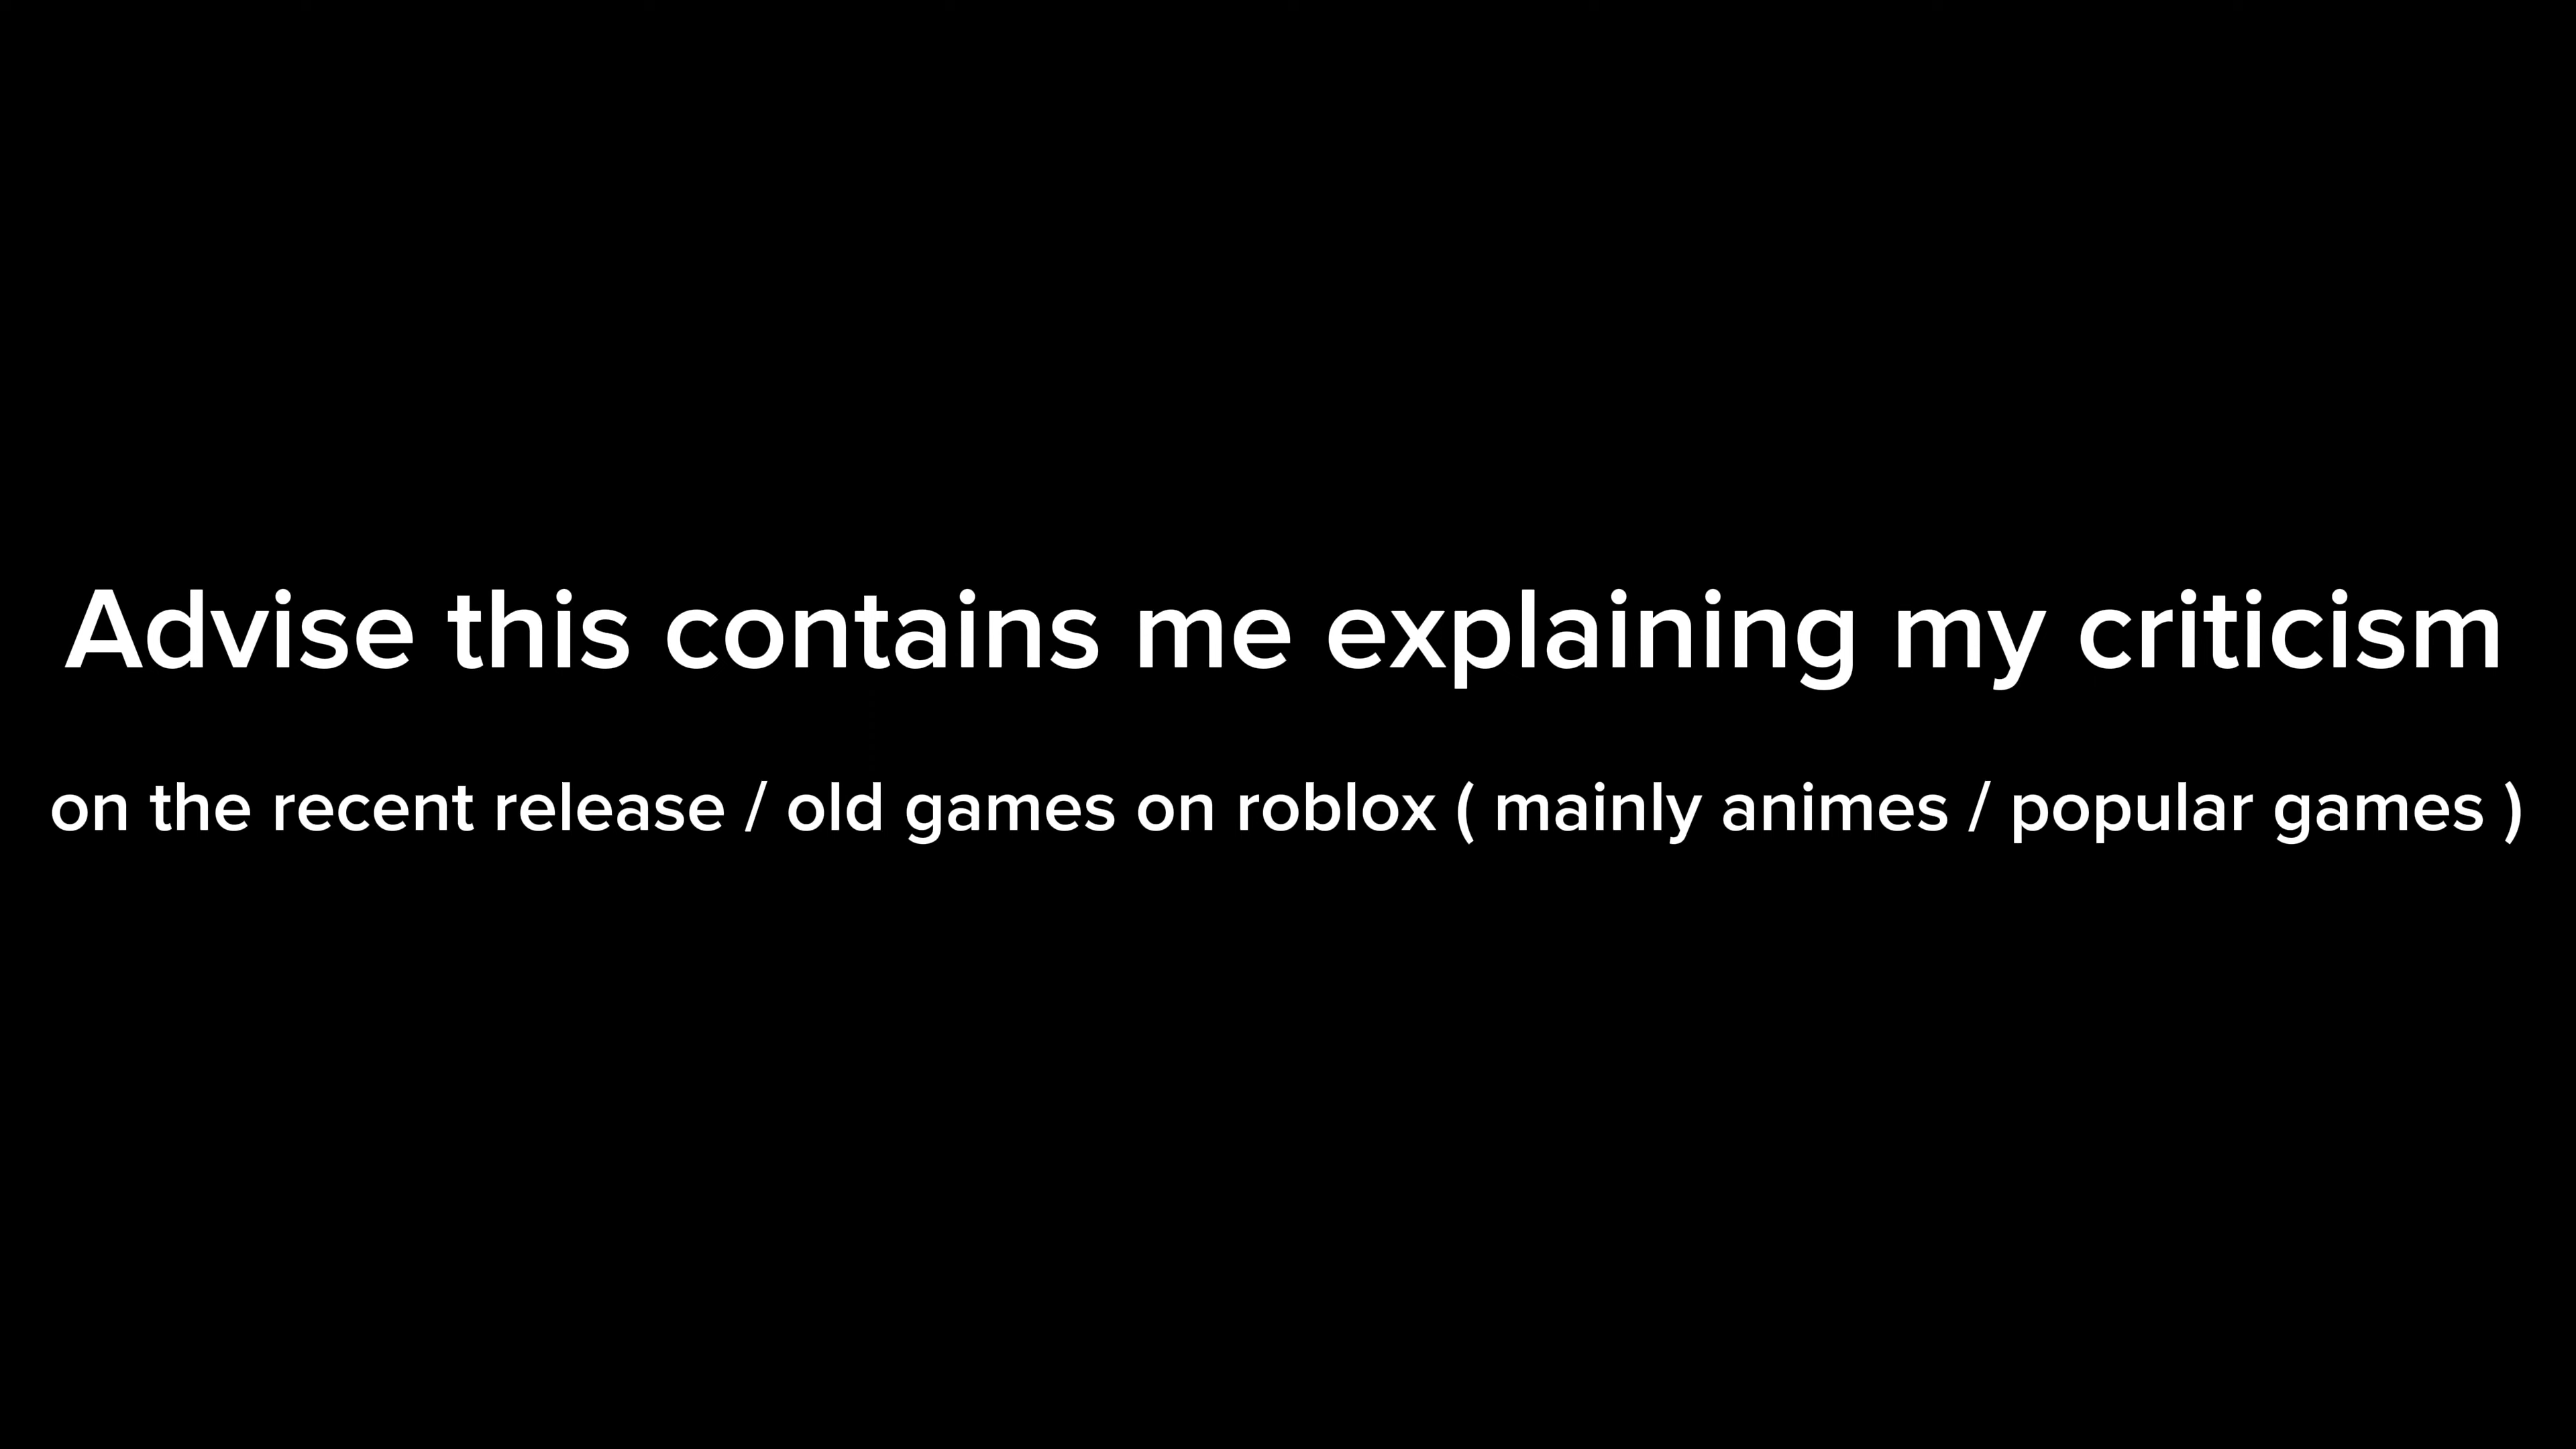 Advise this contains me explaining my criticism
on the recent release / old games on roblox ( mainly animes / popular games )